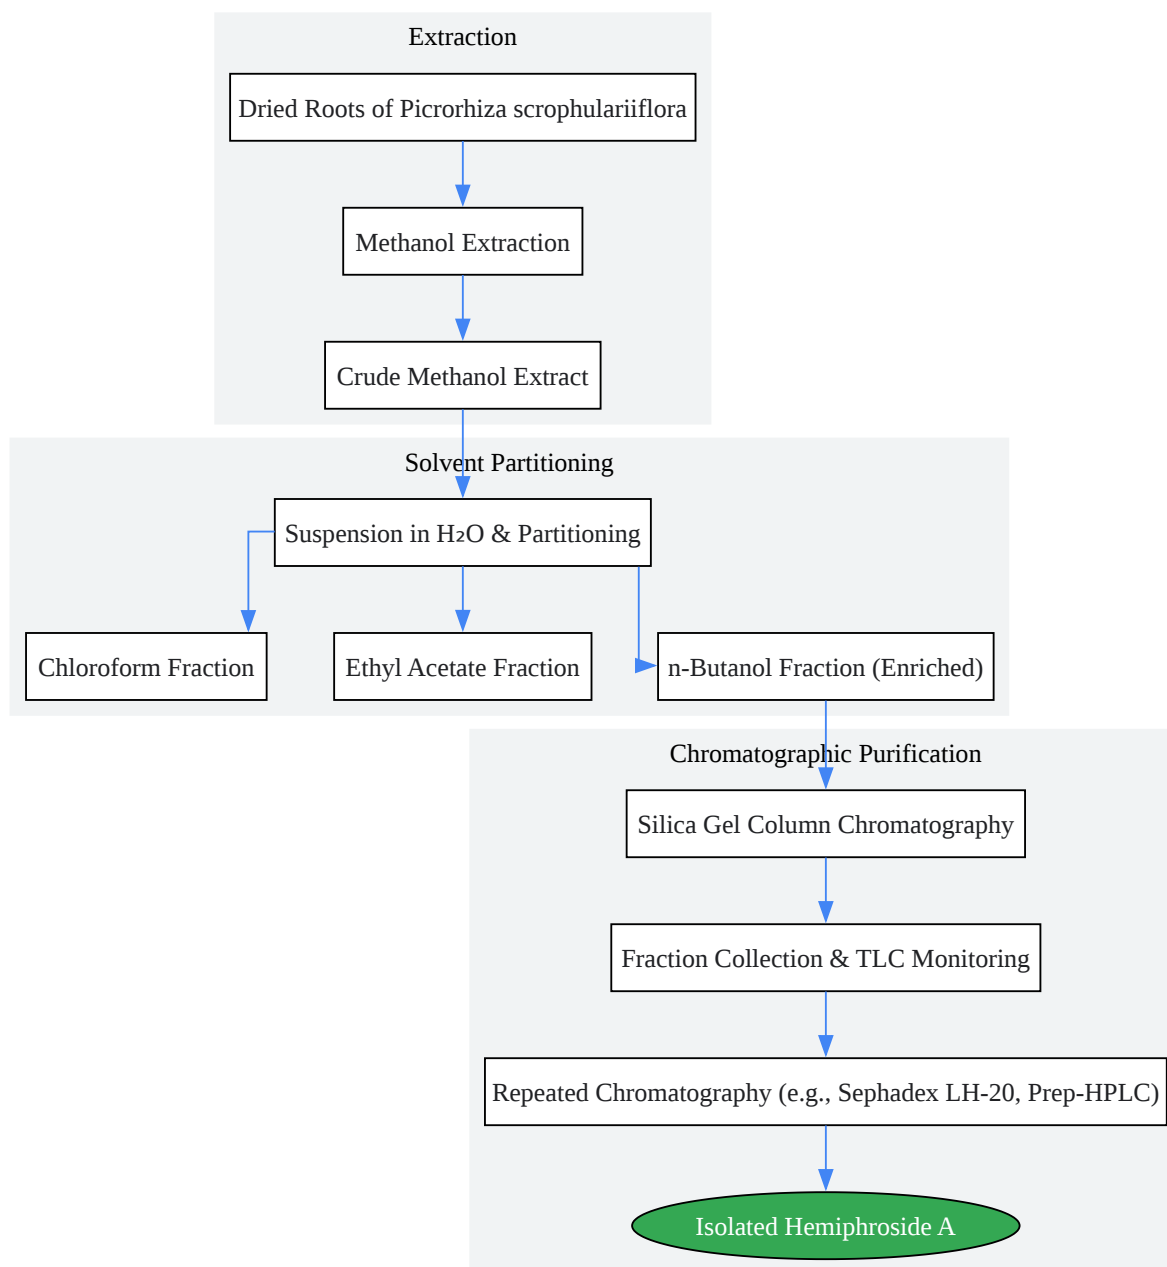 Extraction
Dried Roots of Picrorhiza scrophulariiflora
Methanol Extraction
Crude Methanol Extract
Solvent Partitioning
Suspension in H₂O & Partitioning
Chloroform Fraction
Ethyl Acetate Fraction
n-Butanol Fraction (Enriched)
Chromatographic Purification
Silica Gel Column Chromatography
Fraction Collection & TLC Monitoring
Repeated Chromatography (e.g., Sephadex LH-20, Prep-HPLC)
Isolated Hemiphroside A